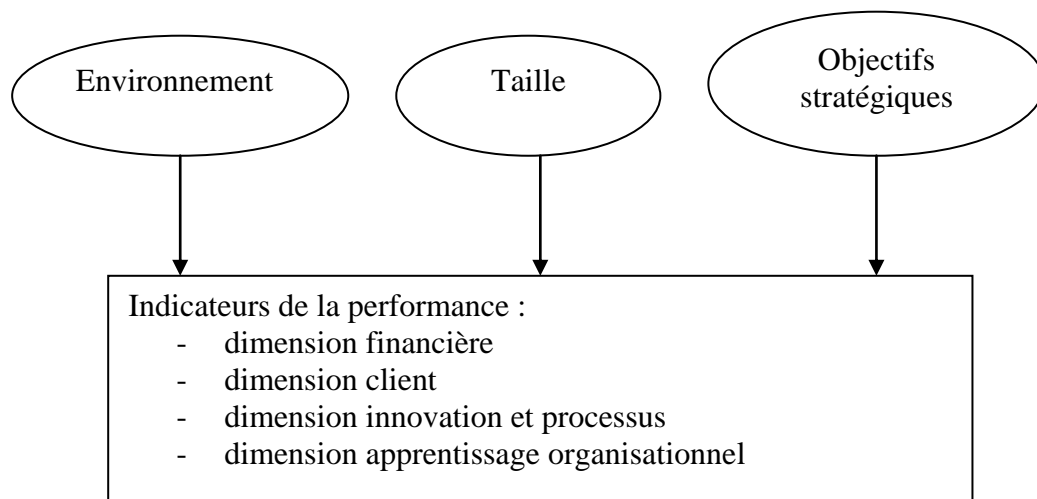 Environnement
Taille
Objectifs
stratégiques
Indicateurs de la performance :
- dimension financière
- dimension client
- dimension innovation et processus
- dimension apprentissage organisationnel